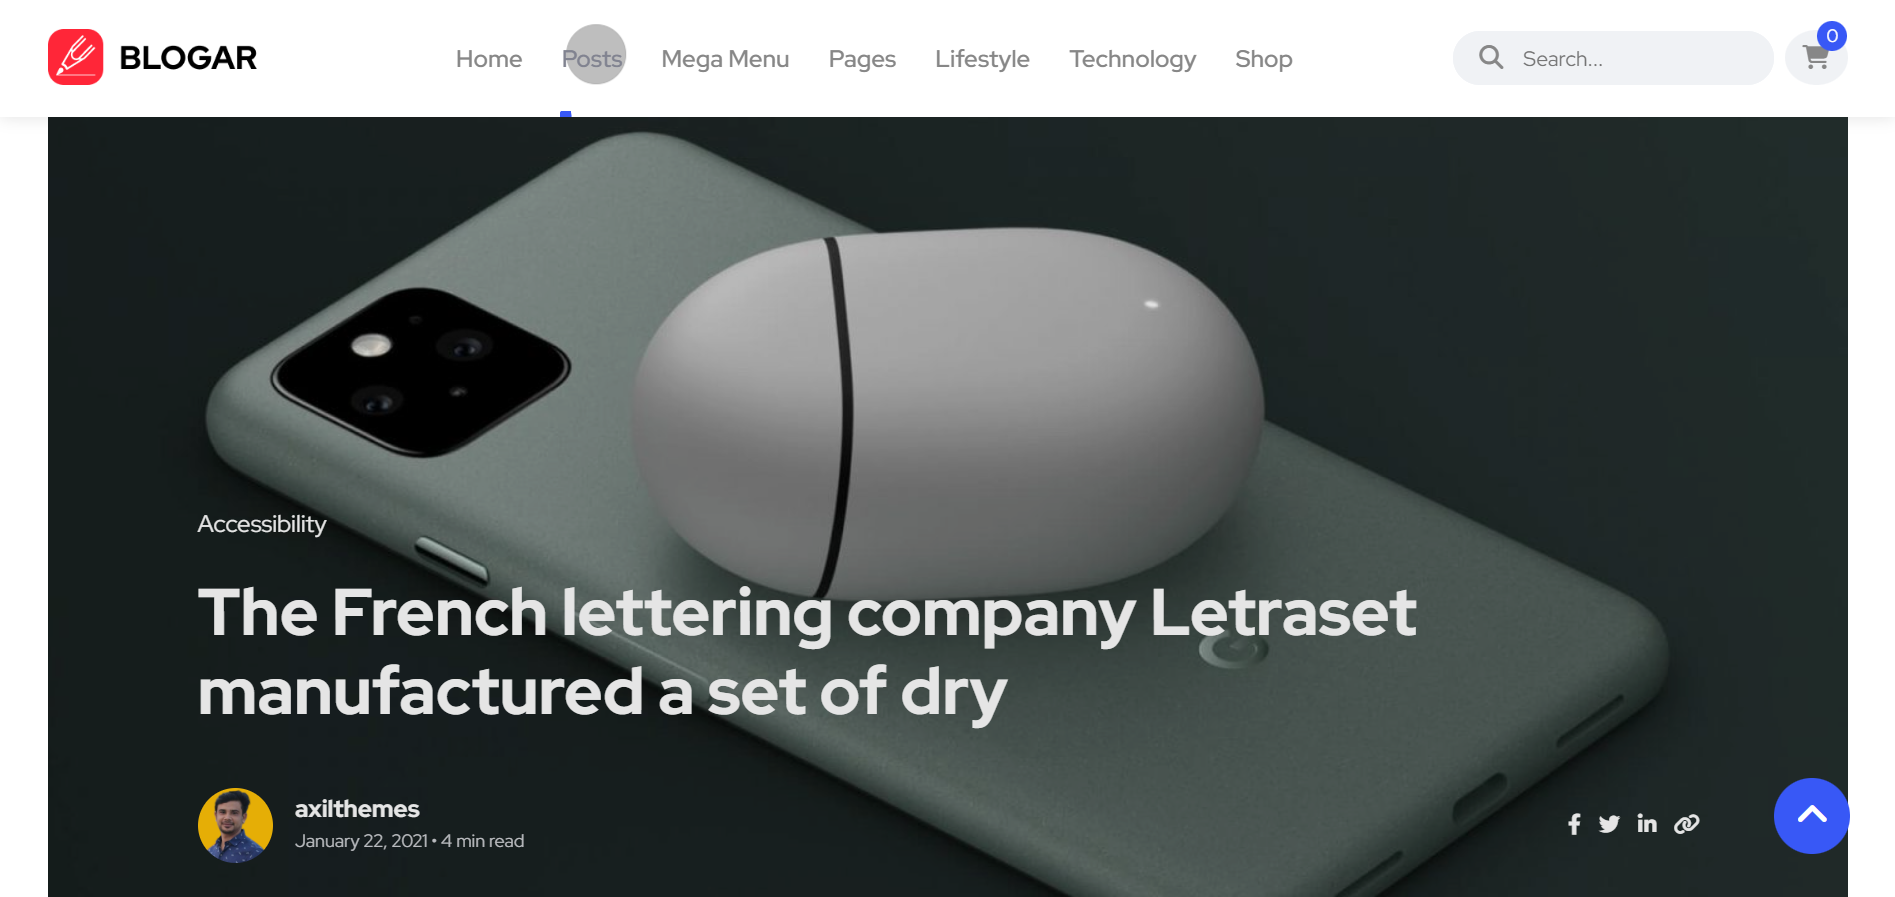 BLOGAR
Home Posts Mega Menu Pages Lifestyle Technology Shop
Search...
0
Accessibility
The French lettering company Letraset
manufactured a set of dry
axilthemes
January 22, 2021 • 4 min read